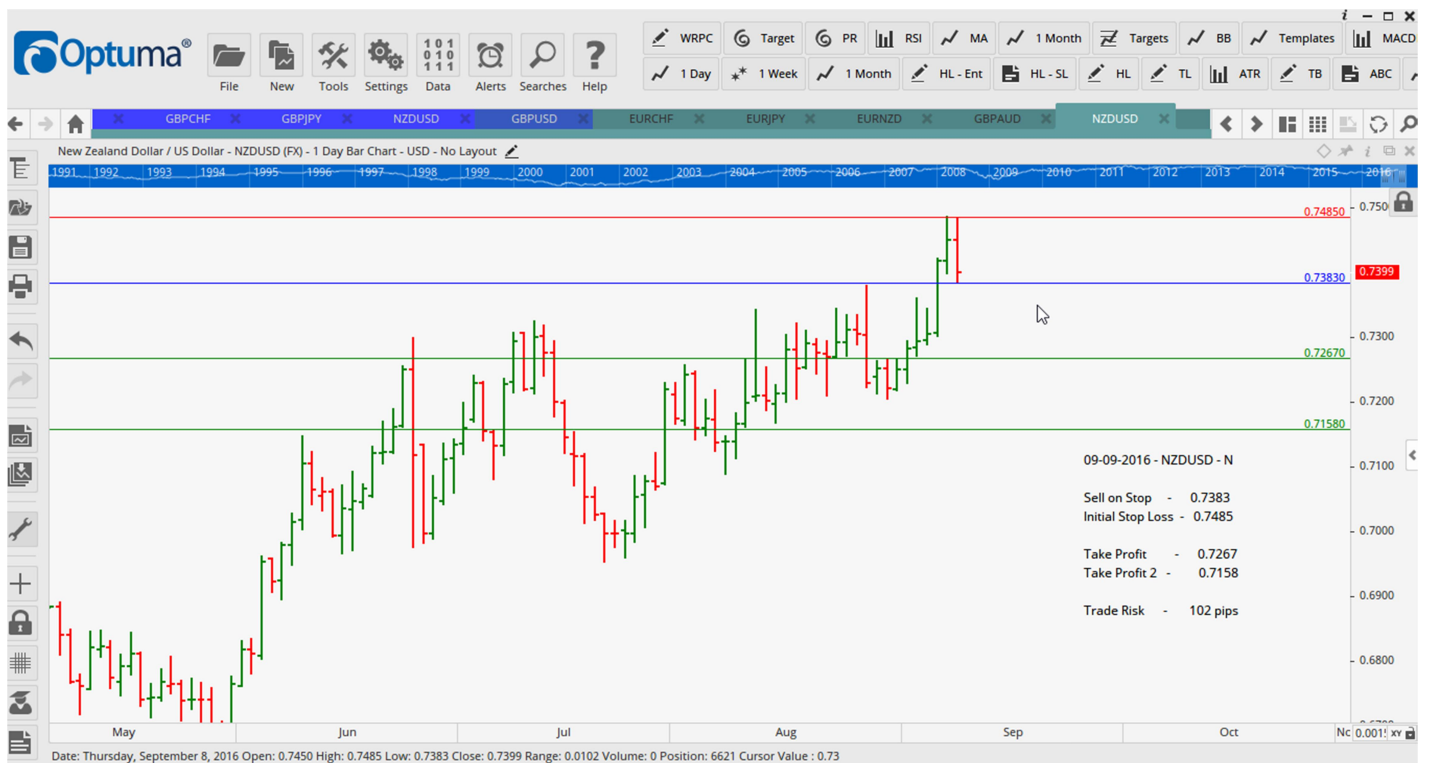 Optuma®
File
New
Tools
Settings
101
010
111
Data
Alerts
Searches
?
Help
WRPC
Target
PR
RSI
MA
1 Month
Targets
BB
Templates
MACD
1 Day
1 Week
1 Month
HL - Ent
HL - SL
HL
TL
ATR
TB
ABC
GBPCHF
GBPJPY
NZDUSD
GBPUSD
EURCHF
EURJPY
EURNZD
GBPAUD
NZDUSD
New Zealand Dollar / US Dollar - NZDUSD (FX) - 1 Day Bar Chart - USD - No Layout
1991 1992 1993 1994 1995 1996 1997 1998 1999 2000 2001 2002 2003 2004 2005 2006 2007 2008 2009 2010 2011 2012 2013 2014 2015 2016
0.74850
0.750
0.7399
0.73830
0.7300
0.72670
0.7200
0.71580
0.7100
09-09-2016 - NZDUSD - N
Sell on Stop - 0.7383
Initial Stop Loss - 0.7485
0.7000
Take Profit - 0.7267
Take Profit 2 - 0.7158
0.6900
Trade Risk - 102 pips
0.6800
May Jun Jul Aug Sep Oct
XY
Date: Thursday, September 8, 2016 Open: 0.7450 High: 0.7485 Low: 0.7383 Close: 0.7399 Range: 0.0102 Volume: 0 Position: 6621 Cursor Value : 0.73